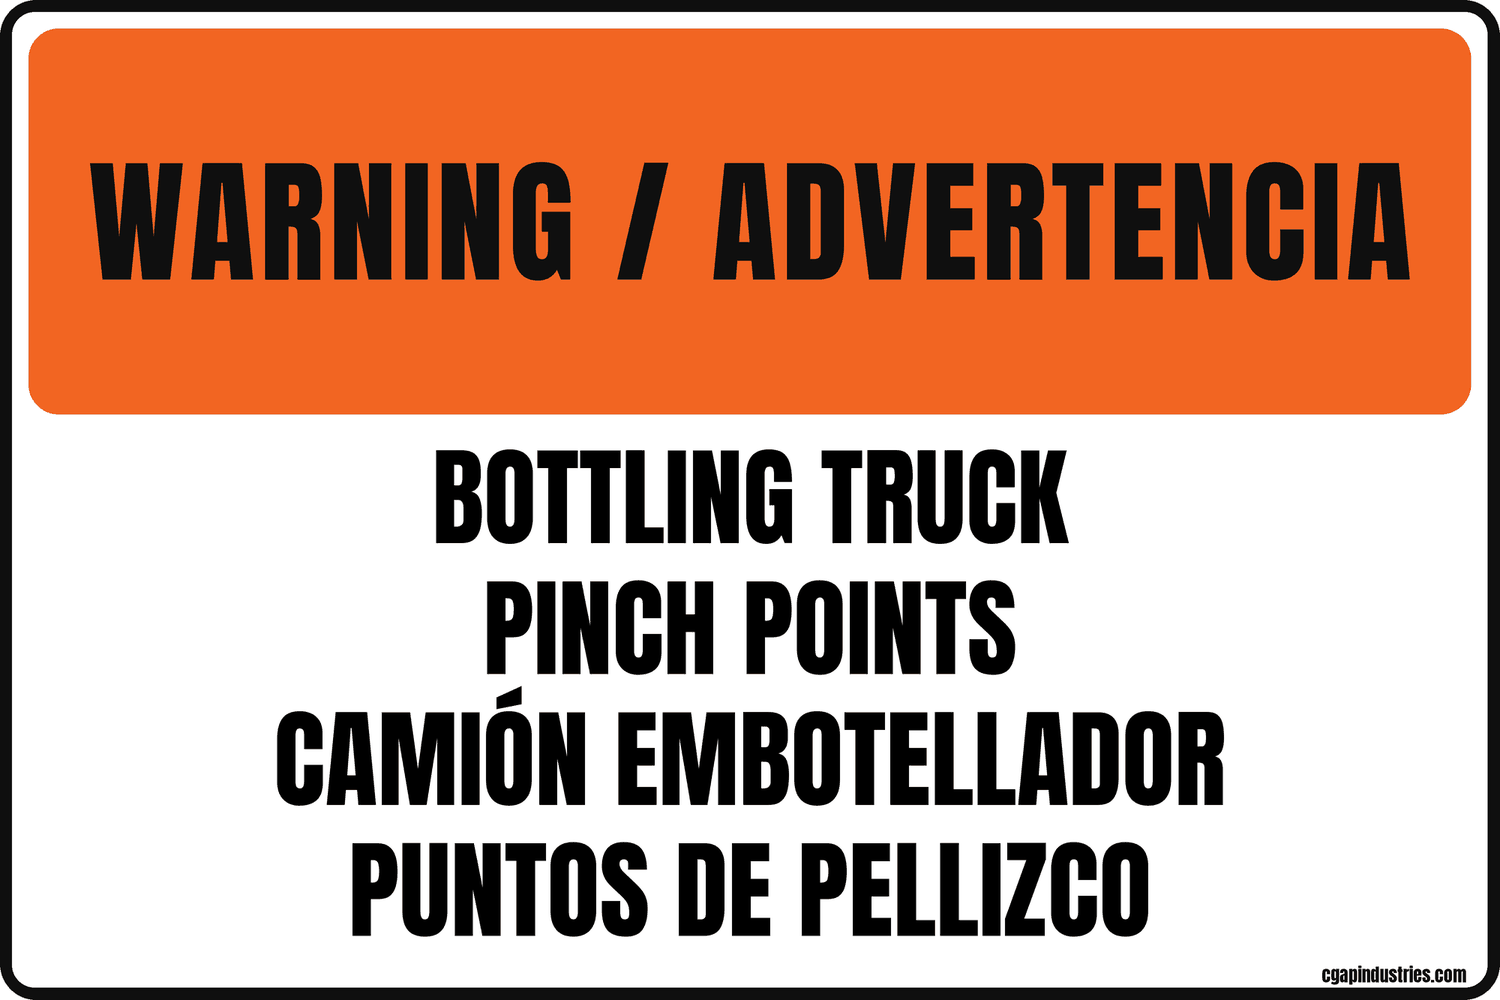 WARNING / ADVERTENCIA
BOTTLING TRUCK
PINCH POINTS
CAMIÓN EMBOTELLADOR
PUNTOS DE PELLIZCO
cgapindustries.com